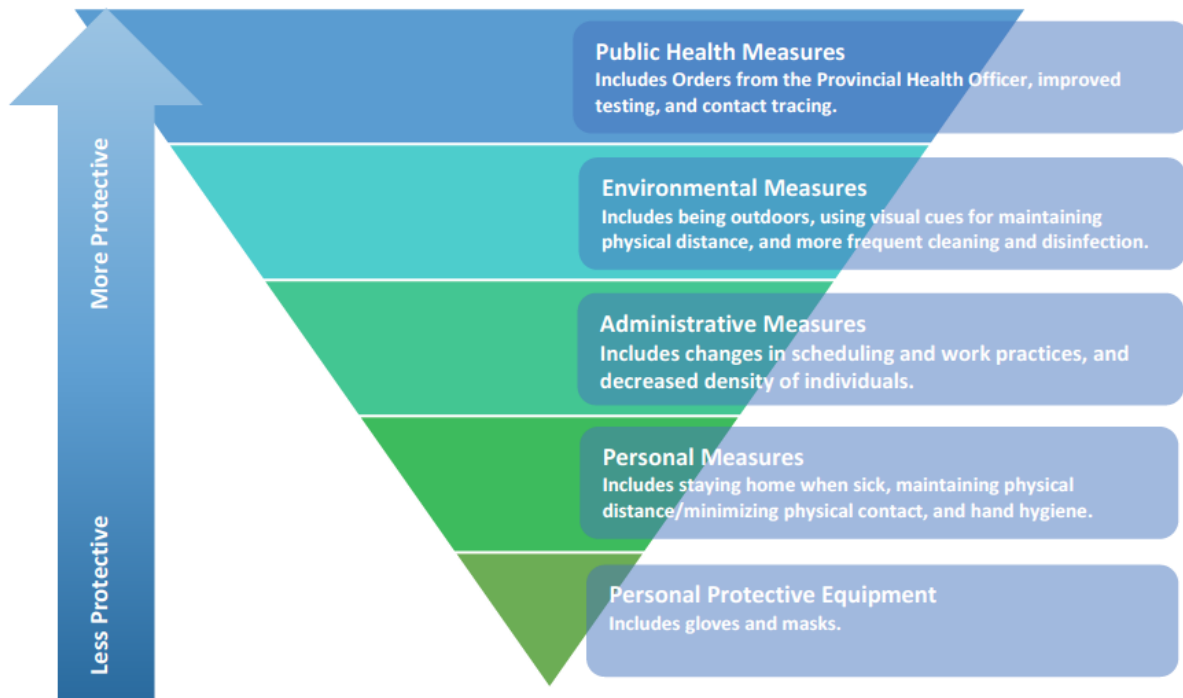 Public Health Measures
Includes Orders from the Provincial Health Officer, improved
testing, and contact tracing.
More Protective
Environmental Measures
Includes being outdoors, using visual cues for maintaining
physical distance, and more frequent cleaning and disinfection.
Administrative Measures
Includes changes in scheduling and work practices, and
decreased density of individuals.
Personal Measures
Includes staying home when sick, maintaining physical
distance/minimizing physical contact, and hand hygiene.
Less Protective
Personal Protective Equipment
Includes gloves and masks.